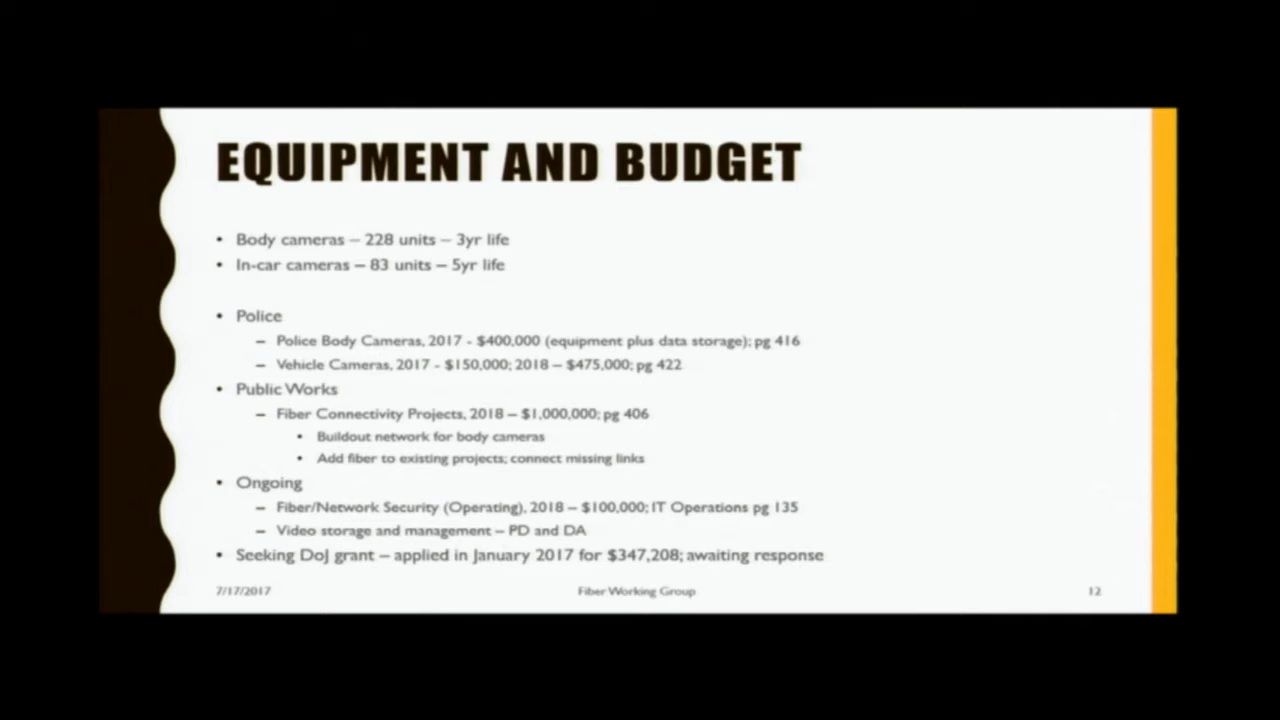 EQUIPMENT AND BUDGET
• Body cameras – 228 units – 3yr life
• In-car cameras – 83 units – 5yr life
• Police
– Police Body Cameras, 2017 - $400,000 (equipment plus data storage); pg 416
– Vehicle Cameras, 2017 - $150,000; 2018 – $475,000; pg 422
• Public Works
– Fiber Connectivity Projects, 2018 – $1,000,000; pg 406
• Buildout network for body cameras
• Add fiber to existing projects; connect missing links
• Ongoing
– Fiber/Network Security (Operating), 2018 – $100,000; IT Operations pg 135
– Video storage and management – PD and DA
• Seeking DoJ grant – applied in January 2017 for $347,208; awaiting response
7/17/2017 Fiber Working Group 12